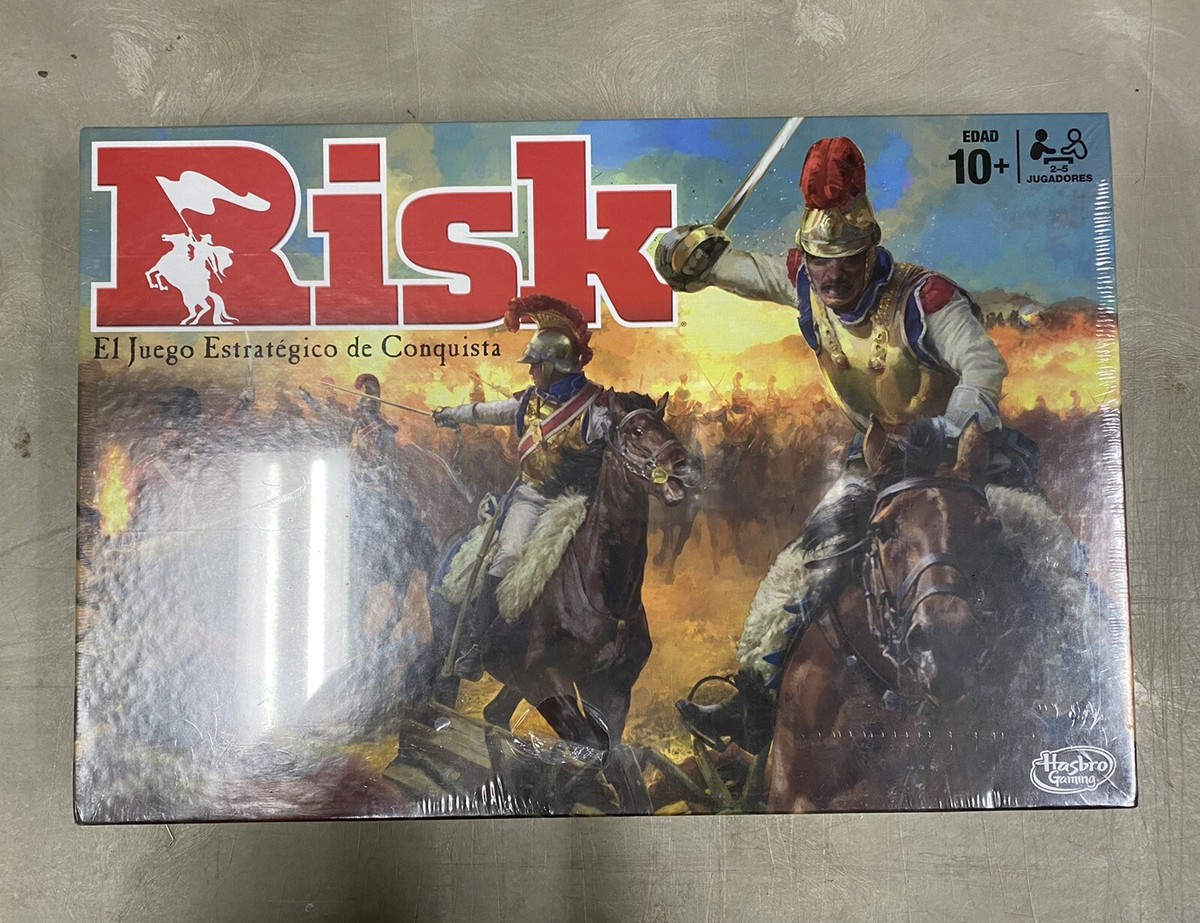 Risk
El Juego Estratégico de Conquista
EDAD
10+
2-5
JUGADORES
Hasbro
Gaming